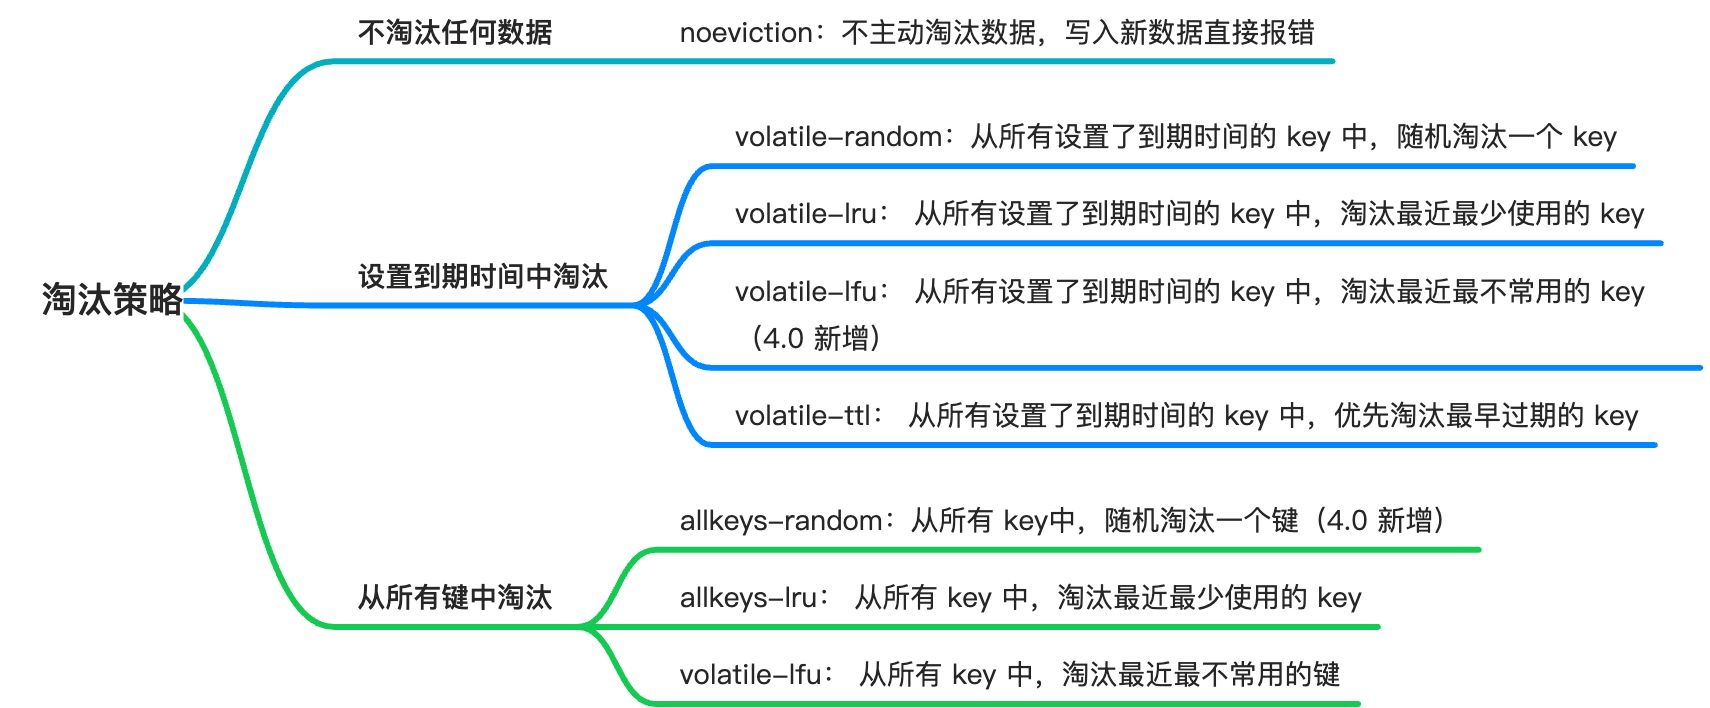 淘汰策略
不淘汰任何数据
noeviction：不主动淘汰数据，写入新数据直接报错
设置到期时间中淘汰
volatile-random：从所有设置了到期时间的 key 中，随机淘汰一个 key
volatile-lru： 从所有设置了到期时间的 key 中，淘汰最近最少使用的 key
volatile-lfu： 从所有设置了到期时间的 key 中，淘汰最近最不常用的 key
（4.0 新增）
volatile-ttl： 从所有设置了到期时间的 key 中，优先淘汰最早过期的 key
从所有键中淘汰
allkeys-random：从所有 key中，随机淘汰一个键（4.0 新增）
allkeys-lru： 从所有 key 中，淘汰最近最少使用的 key
volatile-lfu： 从所有 key 中，淘汰最近最不常用的键